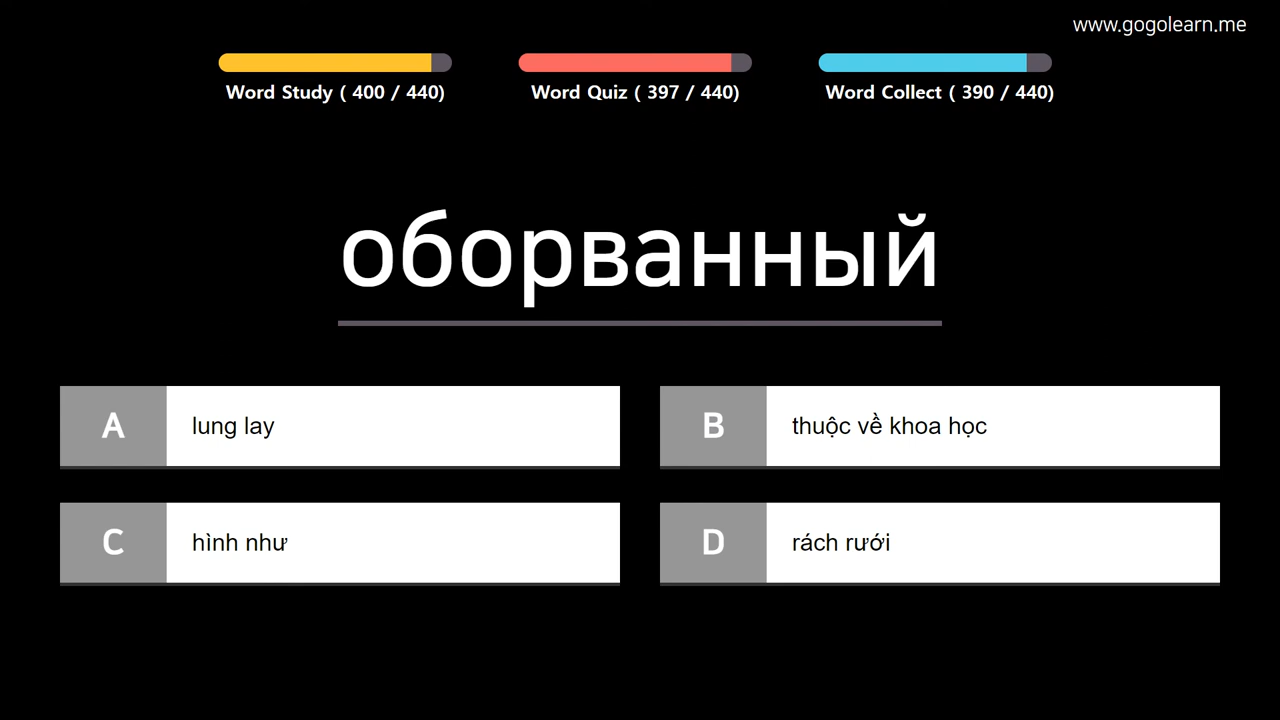 www.gogolearn.me
Word Study ( 400 / 440)
Word Quiz ( 397 / 440)
Word Collect ( 390 / 440)
оборванный
A lung lay
B thuộc về khoa học
C hình như
D rách rưới